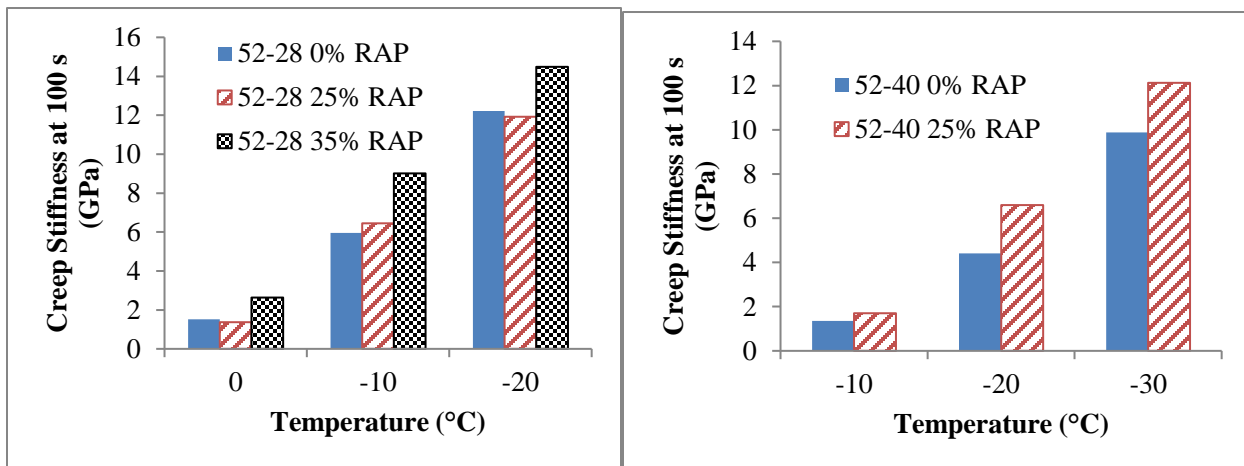 Creep Stiffness at 100 s
(GPa)
16
14
12
10
8
6
4
2
0
52-28 0% RAP
52-28 25% RAP
52-28 35% RAP
0
-10
-20
Temperature (°C)
Creep Stiffness at 100 s
(GPa)
14
12
10
8
6
4
2
0
52-40 0% RAP
52-40 25% RAP
-10
-20
-30
Temperature (°C)